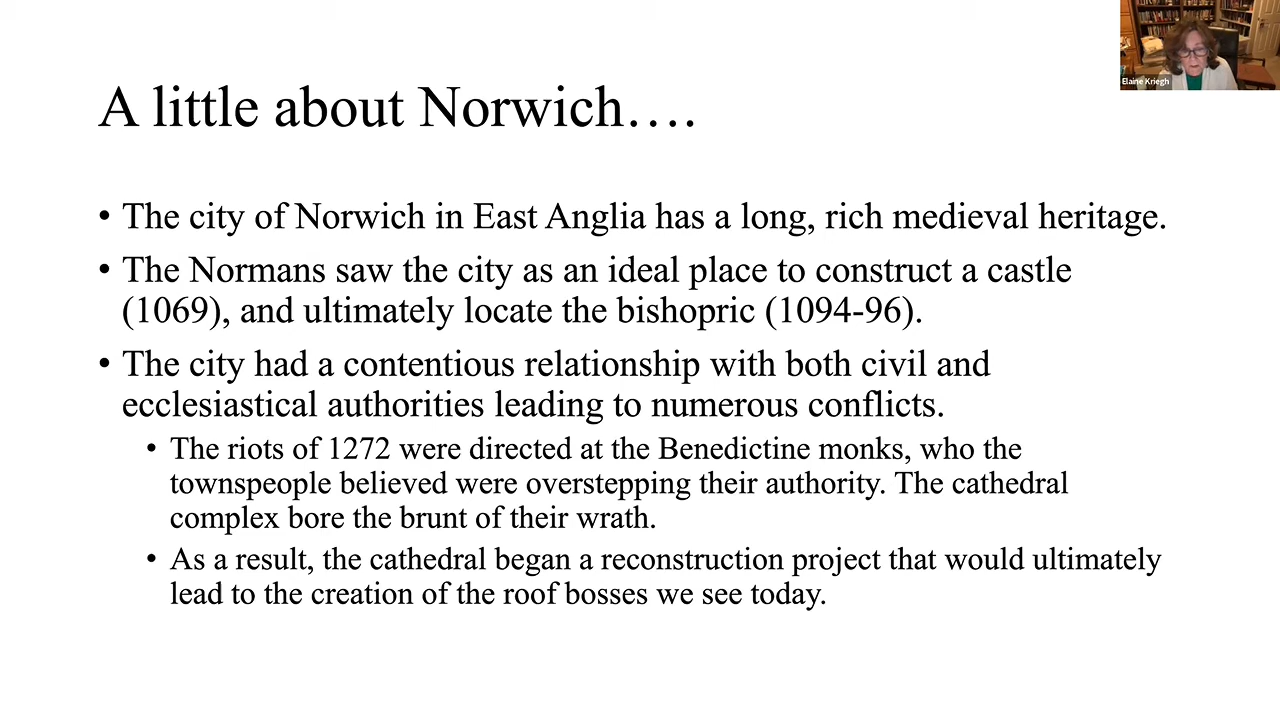 Elaine Kriegh
A little about Norwich….
• The city of Norwich in East Anglia has a long, rich medieval heritage.
• The Normans saw the city as an ideal place to construct a castle
(1069), and ultimately locate the bishopric (1094-96).
• The city had a contentious relationship with both civil and
ecclesiastical authorities leading to numerous conflicts.
• The riots of 1272 were directed at the Benedictine monks, who the
townspeople believed were overstepping their authority. The cathedral
complex bore the brunt of their wrath.
• As a result, the cathedral began a reconstruction project that would ultimately
lead to the creation of the roof bosses we see today.